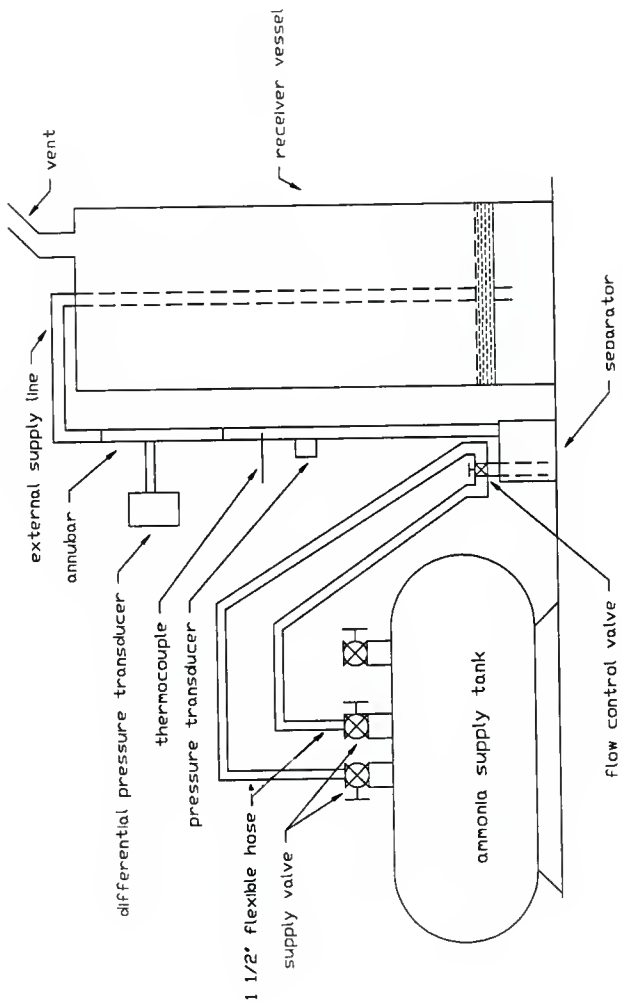 vent
receiver vessel
external supply line
annubar
differential pressure transducer
thermocouple
pressure transducer
1 1/2" flexible hose
supply valve
ammonia supply tank
flow control valve
separator